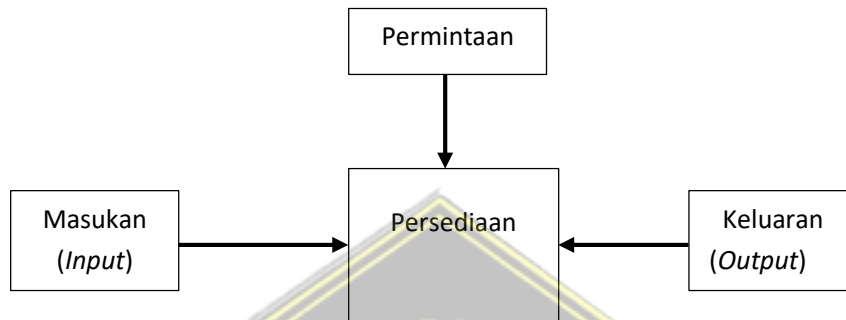 Permintaan
Masukan
(Input)
Persediaan
Keluaran
(Output)